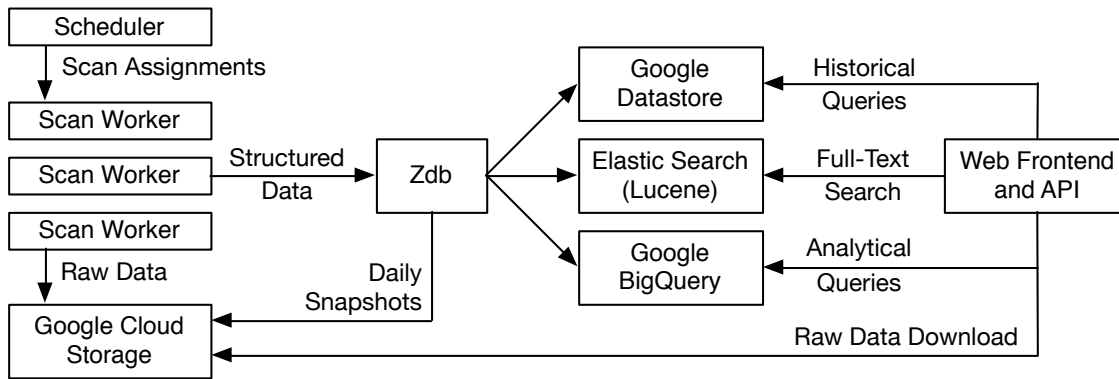 Scheduler
Scan Assignments
Scan Worker
Scan Worker
Scan Worker
Raw Data
Google Cloud
Storage
Structured
Data
Zdb
Daily
Snapshots
Google
Datastore
Elastic Search
(Lucene)
Google
BigQuery
Historical
Queries
Full-Text
Search
Analytical
Queries
Raw Data Download
Web Frontend
and API